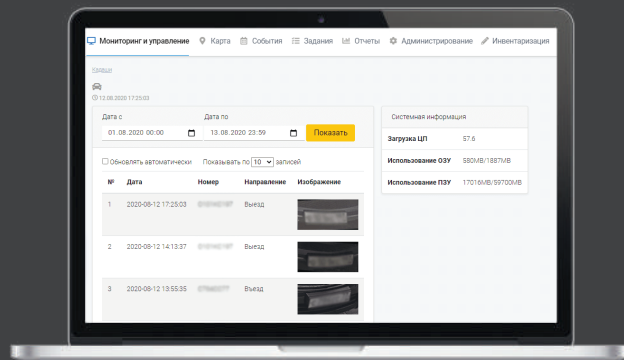 Мониторинг и управление Карта События Задания Отчеты Администрирование Инвентаризация
12.08.2020 17:25:03
Дата с Дата по
01.08.2020 00:00 13.08.2020 23:59 Показать
Обновлять автоматически Показывать по 10 записей
№ Дата Номер Направление Изображение
1 2020-08-12 17:25:03 Выезд
2 2020-08-12 14:13:37 Выезд
3 2020-08-12 13:55:35 Въезд
Системная информация
Загрузка ЦП 57.6
Использование ОЗУ 580MB/1887MB
Использование ПЗУ 17016MB/59700MB